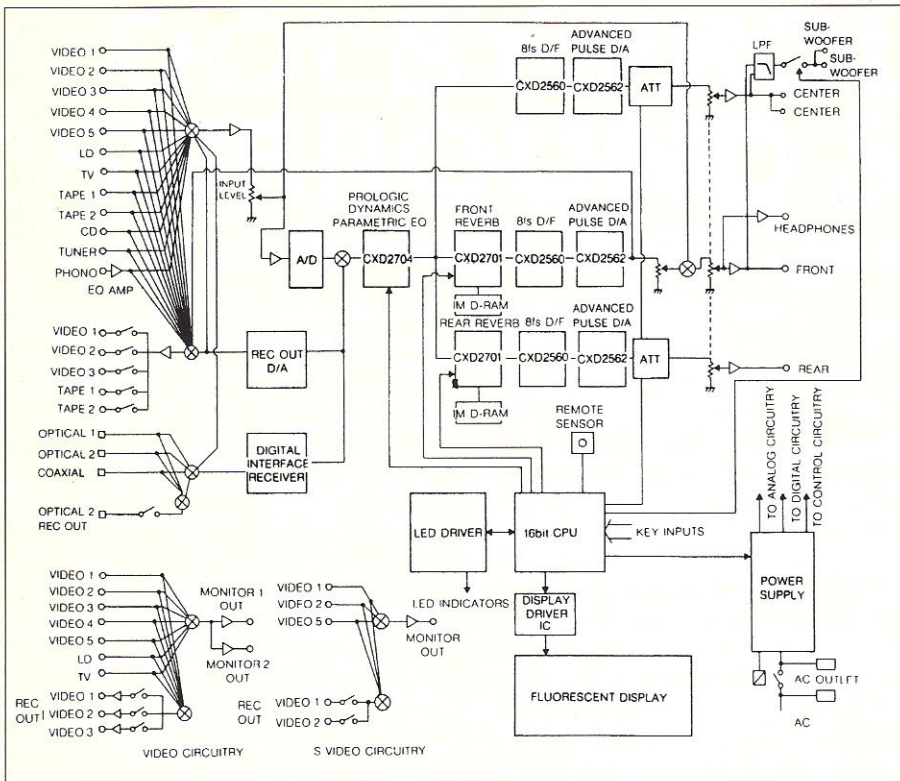 VIDEO 1
VIDEO 2
VIDEO 3
VIDEO 4
VIDEO 5
LD
TV
TAPE 1
TAPE 2
CD
TUNER
PHONO
EQ AMP
INPUT
LEVEL
A/D
PROLOGIC
DYNAMICS
PARAMETRIC EQ
CXD2704
8fs D/F
CXD2560
ADVANCED
PULSE D/A
CXD2562
ATT
LPF
SUB-
WOOFER
SUB-
WOOFER
CENTER
CENTER
FRONT
REVERB
CXD2701
IM D-RAM
8fs D/F
CXD2560
ADVANCED
PULSE D/A
CXD2562
HEADPHONES
FRONT
REAR REVERB
CXD2701
IM D-RAM
8fs D/F
CXD2560
ADVANCED
PULSE D/A
CXD2562
ATT
REAR
VIDEO 1
VIDEO 2
VIDEO 3
TAPE 1
TAPE 2
REC OUT
D/A
OPTICAL 1
OPTICAL 2
COAXIAL
OPTICAL 2
REC OUT
DIGITAL
INTERFACE
RECEIVER
REMOTE
SENSOR
LED DRIVER
16bit CPU
KEY INPUTS
LED INDICATORS
DISPLAY
DRIVER
IC
FLUORESCENT DISPLAY
TO ANALOG CIRCUITRY
TO DIGITAL CIRCUITRY
TO CONTROL CIRCUITRY
POWER
SUPPLY
AC OUTLET
AC
VIDEO 1
VIDEO 2
VIDEO 3
VIDEO 4
VIDEO 5
LD
TV
MONITOR 1
OUT
MONITOR 2
OUT
REC
OUT
VIDEO 1
VIDEO 2
VIDEO 3
VIDEO CIRCUITRY
VIDEO 1
VIDEO 2
VIDEO 5
MONITOR
OUT
REC
OUT
VIDEO 1
VIDEO 2
S VIDEO CIRCUITRY